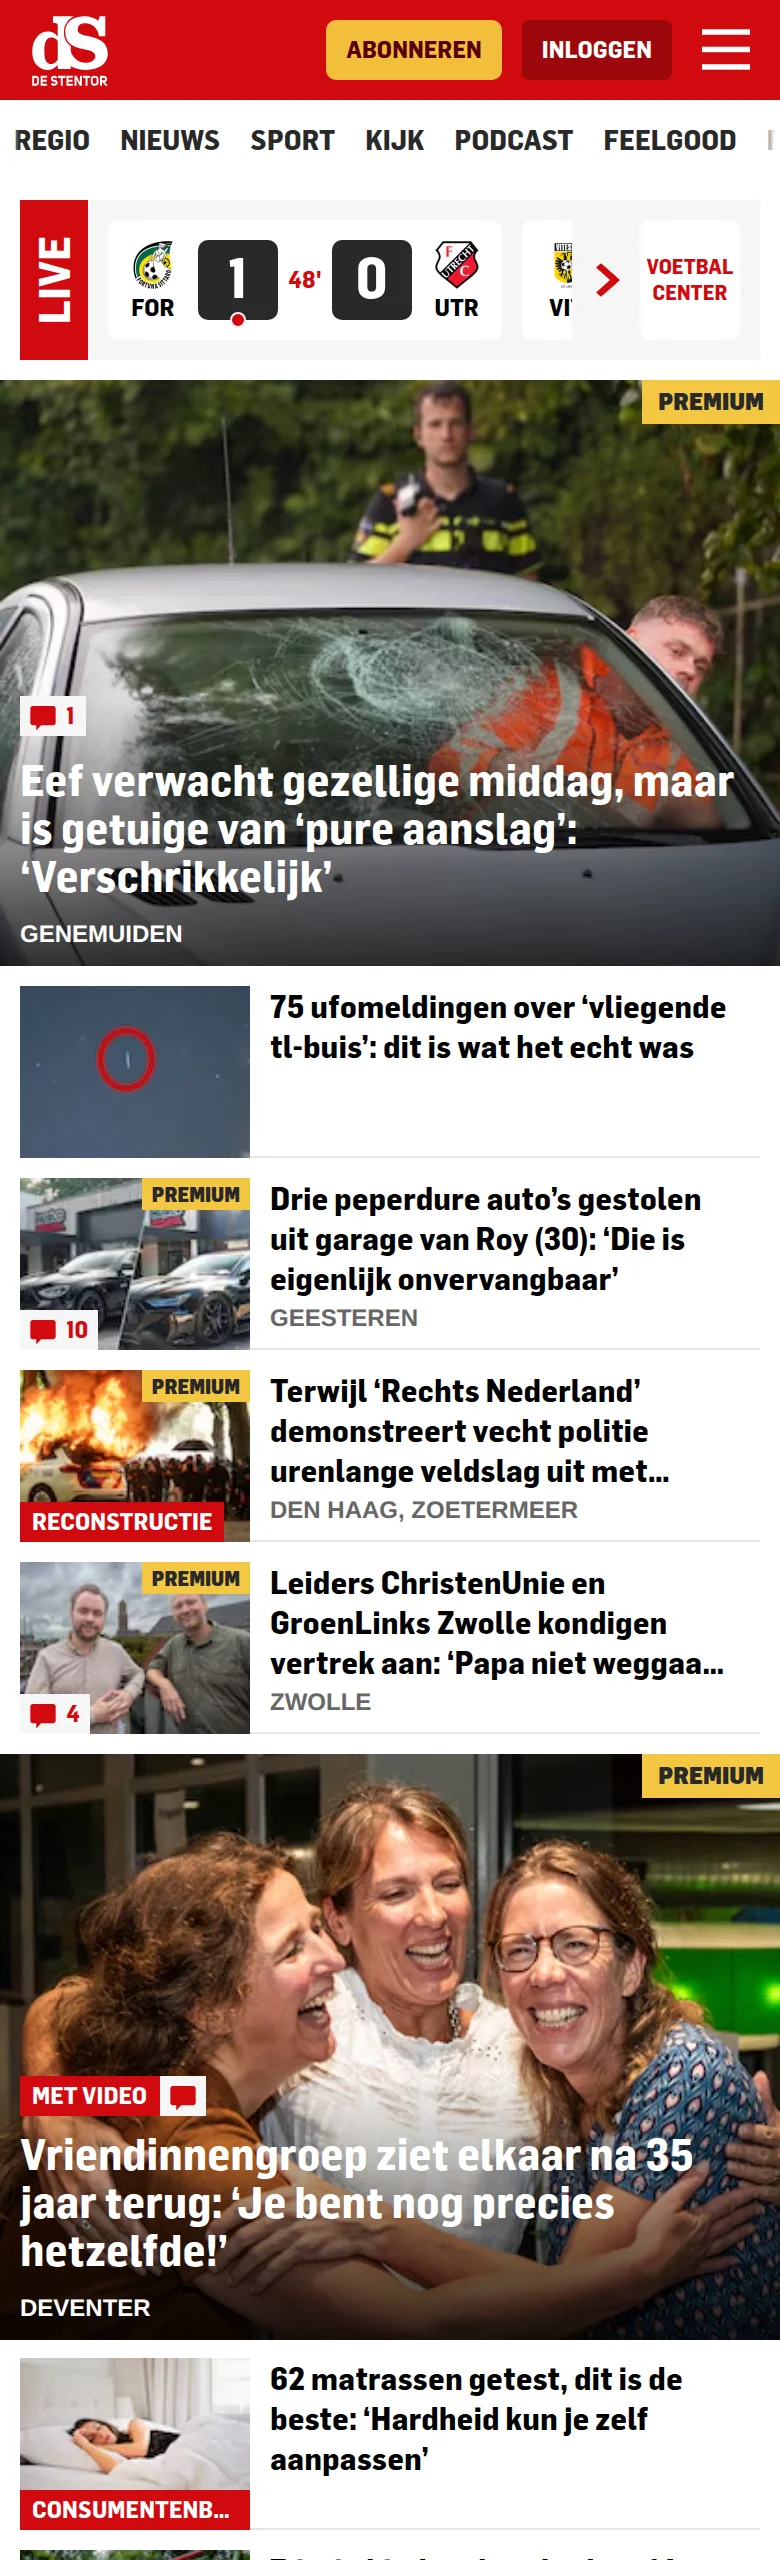 dS
DE STENTOR
ABONNEREN
INLOGGEN
REGIO NIEUWS SPORT KIJK PODCAST FEELGOOD
LIVE
FOR
1
48'
0
FC
UTRECHT
UTR
VITES
VI
VOETBAL
CENTER
PREMIUM
1
Eef verwacht gezellige middag, maar
is getuige van ‘pure aanslag’:
‘Verschrikkelijk’
GENEMUIDEN
75 ufomeldingen over ‘vliegende
tl-buis’: dit is wat het echt was
PREMIUM
10
Drie peperdure auto’s gestolen
uit garage van Roy (30): ‘Die is
eigenlijk onvervangbaar’
GEESTEREN
PREMIUM
RECONSTRUCTIE
Terwijl ‘Rechts Nederland’
demonstreert vecht politie
urenlange veldslag uit met...
DEN HAAG, ZOETERMEER
PREMIUM
4
Leiders ChristenUnie en
GroenLinks Zwolle kondigen
vertrek aan: ‘Papa niet weggaa...
ZWOLLE
PREMIUM
MET VIDEO
Vriendinnengroep ziet elkaar na 35
jaar terug: ‘Je bent nog precies
hetzelfde!’
DEVENTER
CONSUMENTENB...
62 matrassen getest, dit is de
beste: ‘Hardheid kun je zelf
aanpassen’